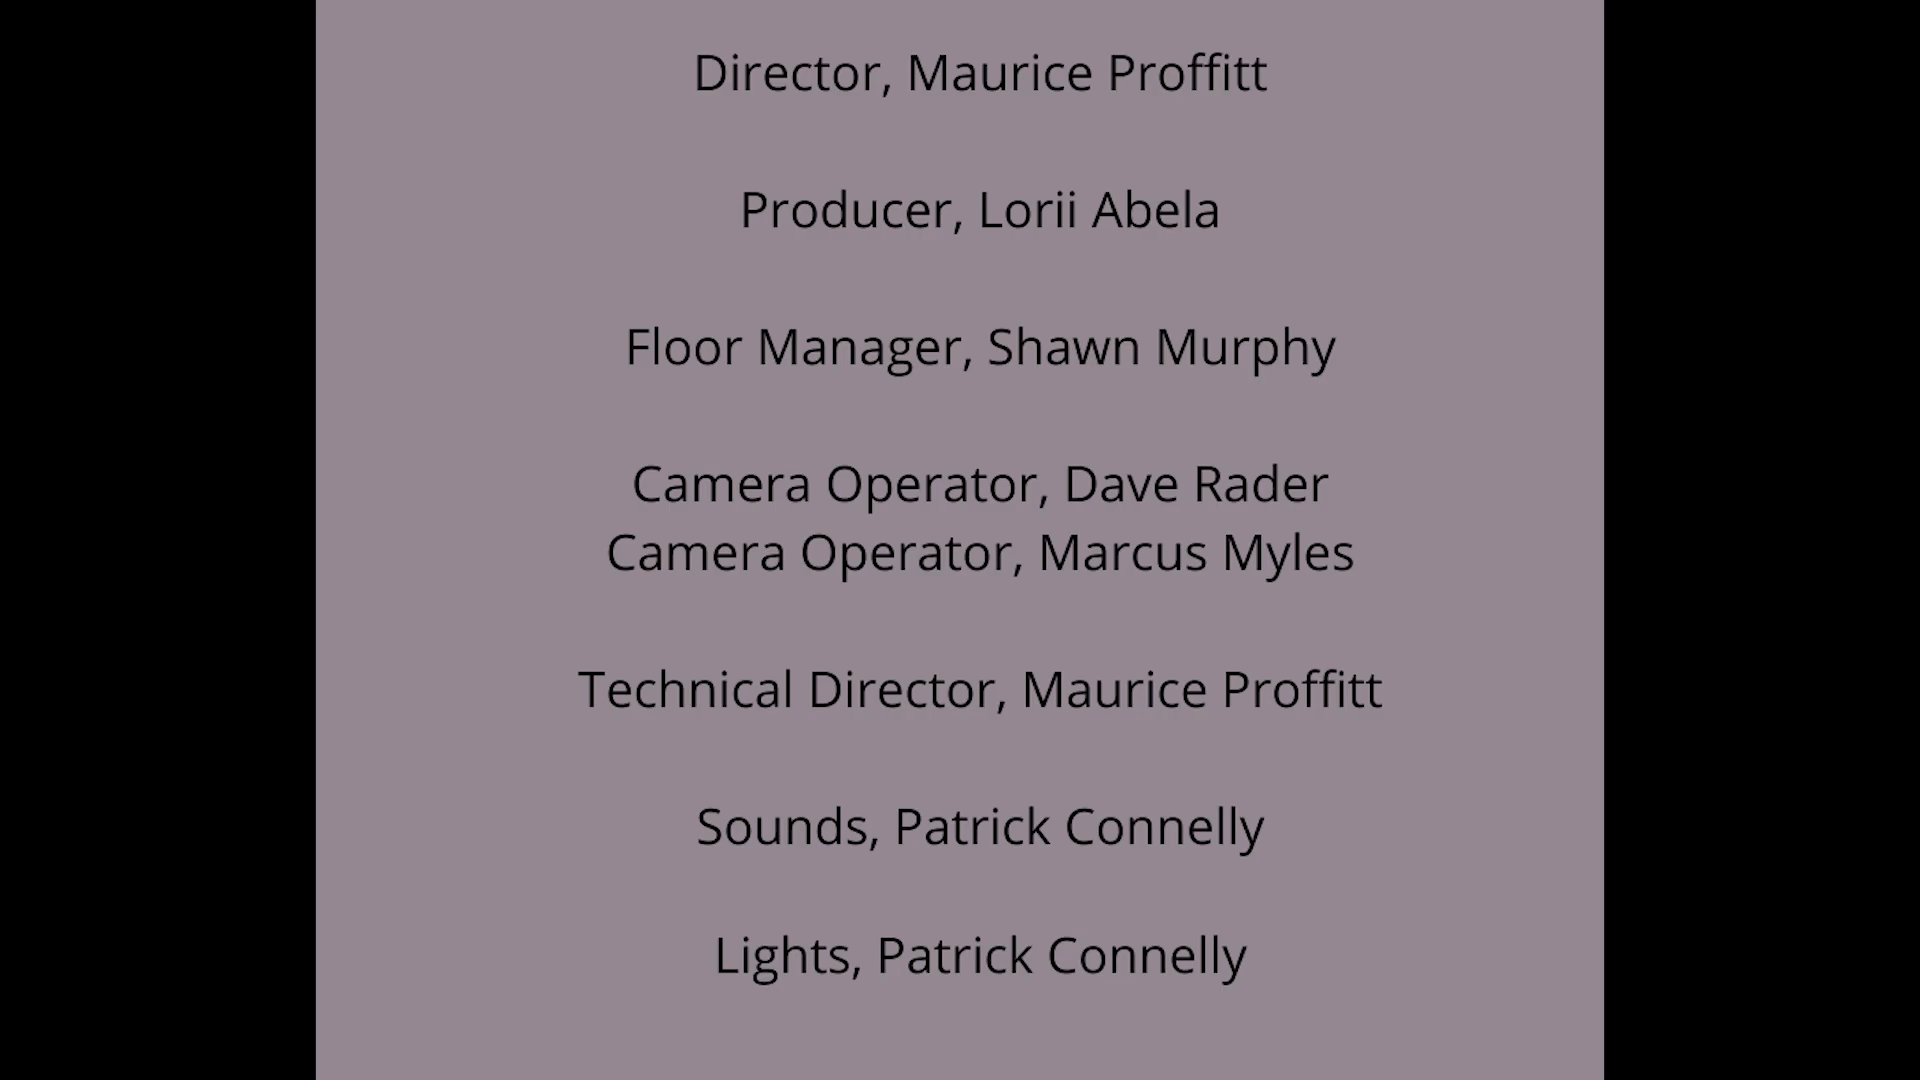 Director, Maurice Proffitt
Producer, Lorii Abela
Floor Manager, Shawn Murphy
Camera Operator, Dave Rader
Camera Operator, Marcus Myles
Technical Director, Maurice Proffitt
Sounds, Patrick Connelly
Lights, Patrick Connelly